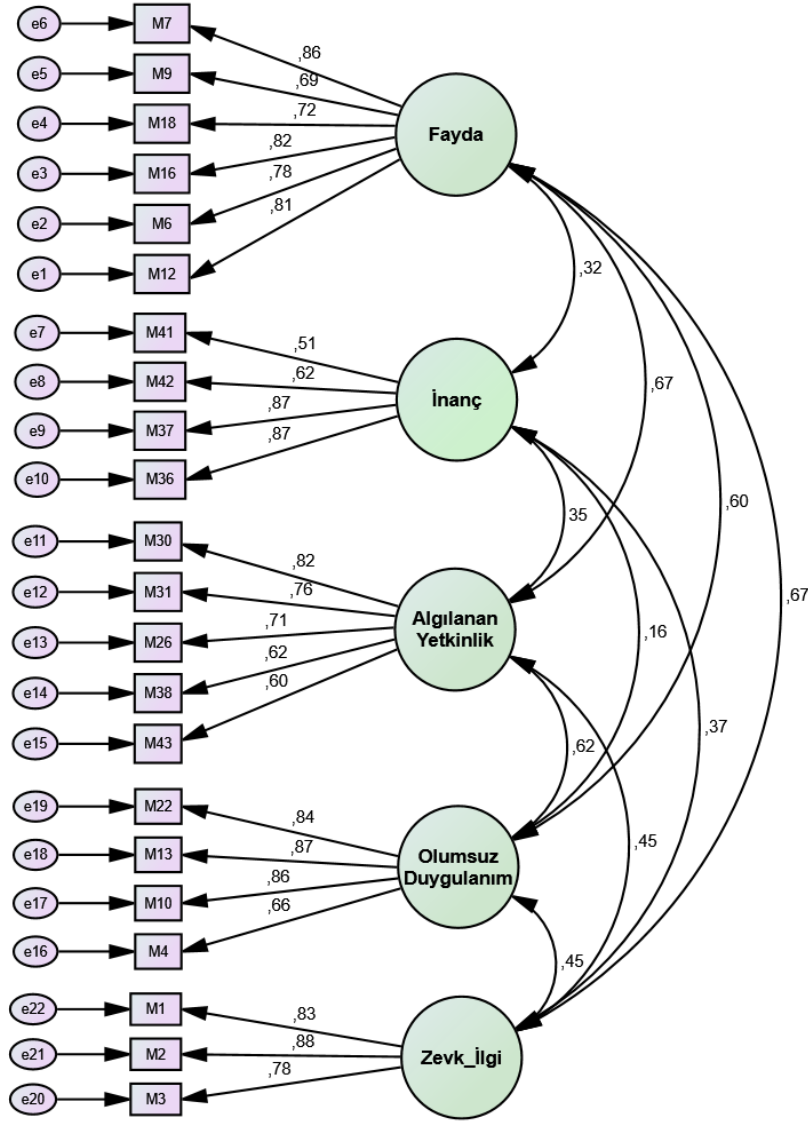 e6
M7
,86
e5
M9
,69
e4
M18
,72
e3
M16
,82
e2
M6
,78
e1
M12
,81
Fayda
,32
e7
M41
,51
e8
M42
,62
e9
M37
,87
e10
M36
,87
İnanç
,67
,60
35
e11
M30
,82
e12
M31
,76
e13
M26
,71
e14
M38
,62
e15
M43
,60
Algılanan
Yetkinlik
,67
,16
,37
,62
e19
M22
,84
e18
M13
,87
e17
M10
,86
e16
M4
,66
Olumsuz
Duygulanım
,45
,45
e22
M1
,83
e21
M2
,88
e20
M3
,78
Zevk_İlgi